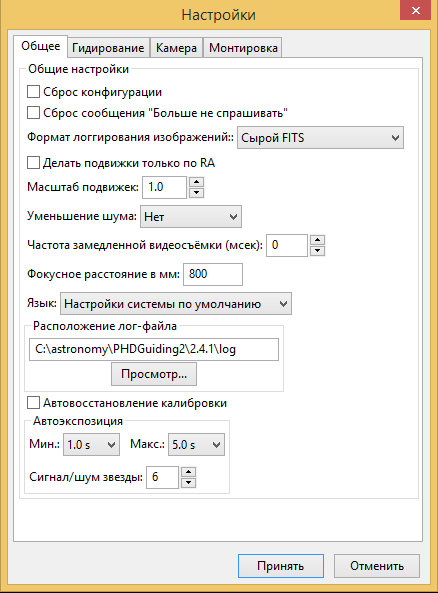 Настройки
Общее Гидирование Камера Монтировка
Общие настройки
Сброс конфигурации
Сброс сообщения "Больше не спрашивать"
Формат логгирования изображений:: Сырой FITS
Делать подвижки только по RA
Масштаб подвижек: 1.0
Уменьшение шума: Нет
Частота замедленной видеосъёмки (мсек): 0
Фокусное расстояние в мм: 800
Язык: Настройки системы по умолчанию
Расположение лог-файла
C:\astronomy\PHDGuiding2\2.4.1\log
Просмотр...
Автовосстановление калибровки
Автоэкспозиция
Мин.: 1.0 s Макс.: 5.0 s
Сигнал/шум звезды: 6
Принять Отменить